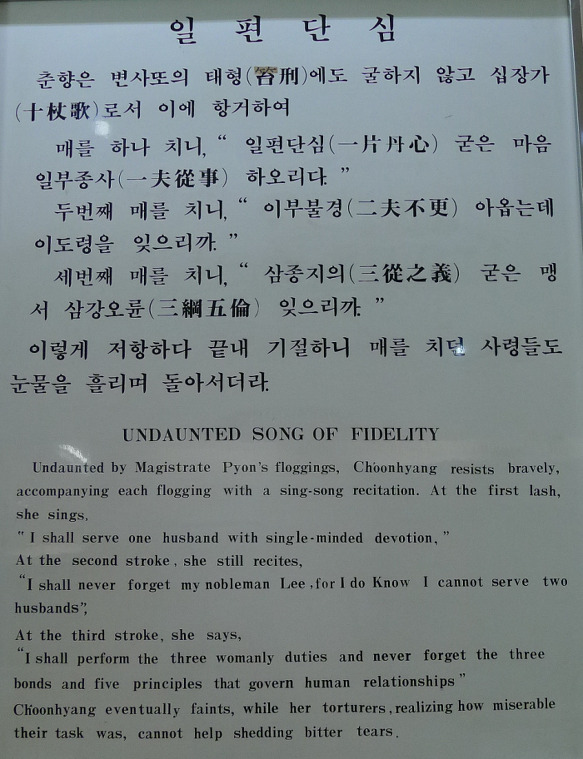 일 편 단 심
춘향은 변사또의 태형(笞刑)에도 굴하지 않고 십장가
(十杖歌)로서 이에 항거하여
매를 하나 치니, “ 일편단심(一片丹心) 굳은 마음
일부종사(一夫從事) 하오리다. ”
두번째 매를 치니, “ 이부불경(二夫不更) 아옵는데
이도령을 잊으리까. ”
세번째 매를 치니, “ 삼종지의(三從之義) 굳은 맹
서 삼강오륜(三綱五倫) 잊으리까. ”
이렇게 저항하다 끝내 기절하니 매를 치던 사령들도
눈물을 흘리며 돌아서더라.
UNDAUNTED SONG OF FIDELITY
Undaunted by Magistrate Pyon's floggings, Ch'oonhyang resists bravely,
accompanying each flogging with a sing-song recitation. At the first lash,
she sings,
"I shall serve one husband with single-minded devotion,"
At the second stroke, she still recites,
"I shall never forget my nobleman Lee, for I do Know I cannot serve two
husbands",
At the third stroke, she says,
"I shall perform the three womanly duties and never forget the three
bonds and five principles that govern human relationships"
Ch'oonhyang eventually faints, while her torturers, realizing how miserable
their task was, cannot help shedding bitter tears.